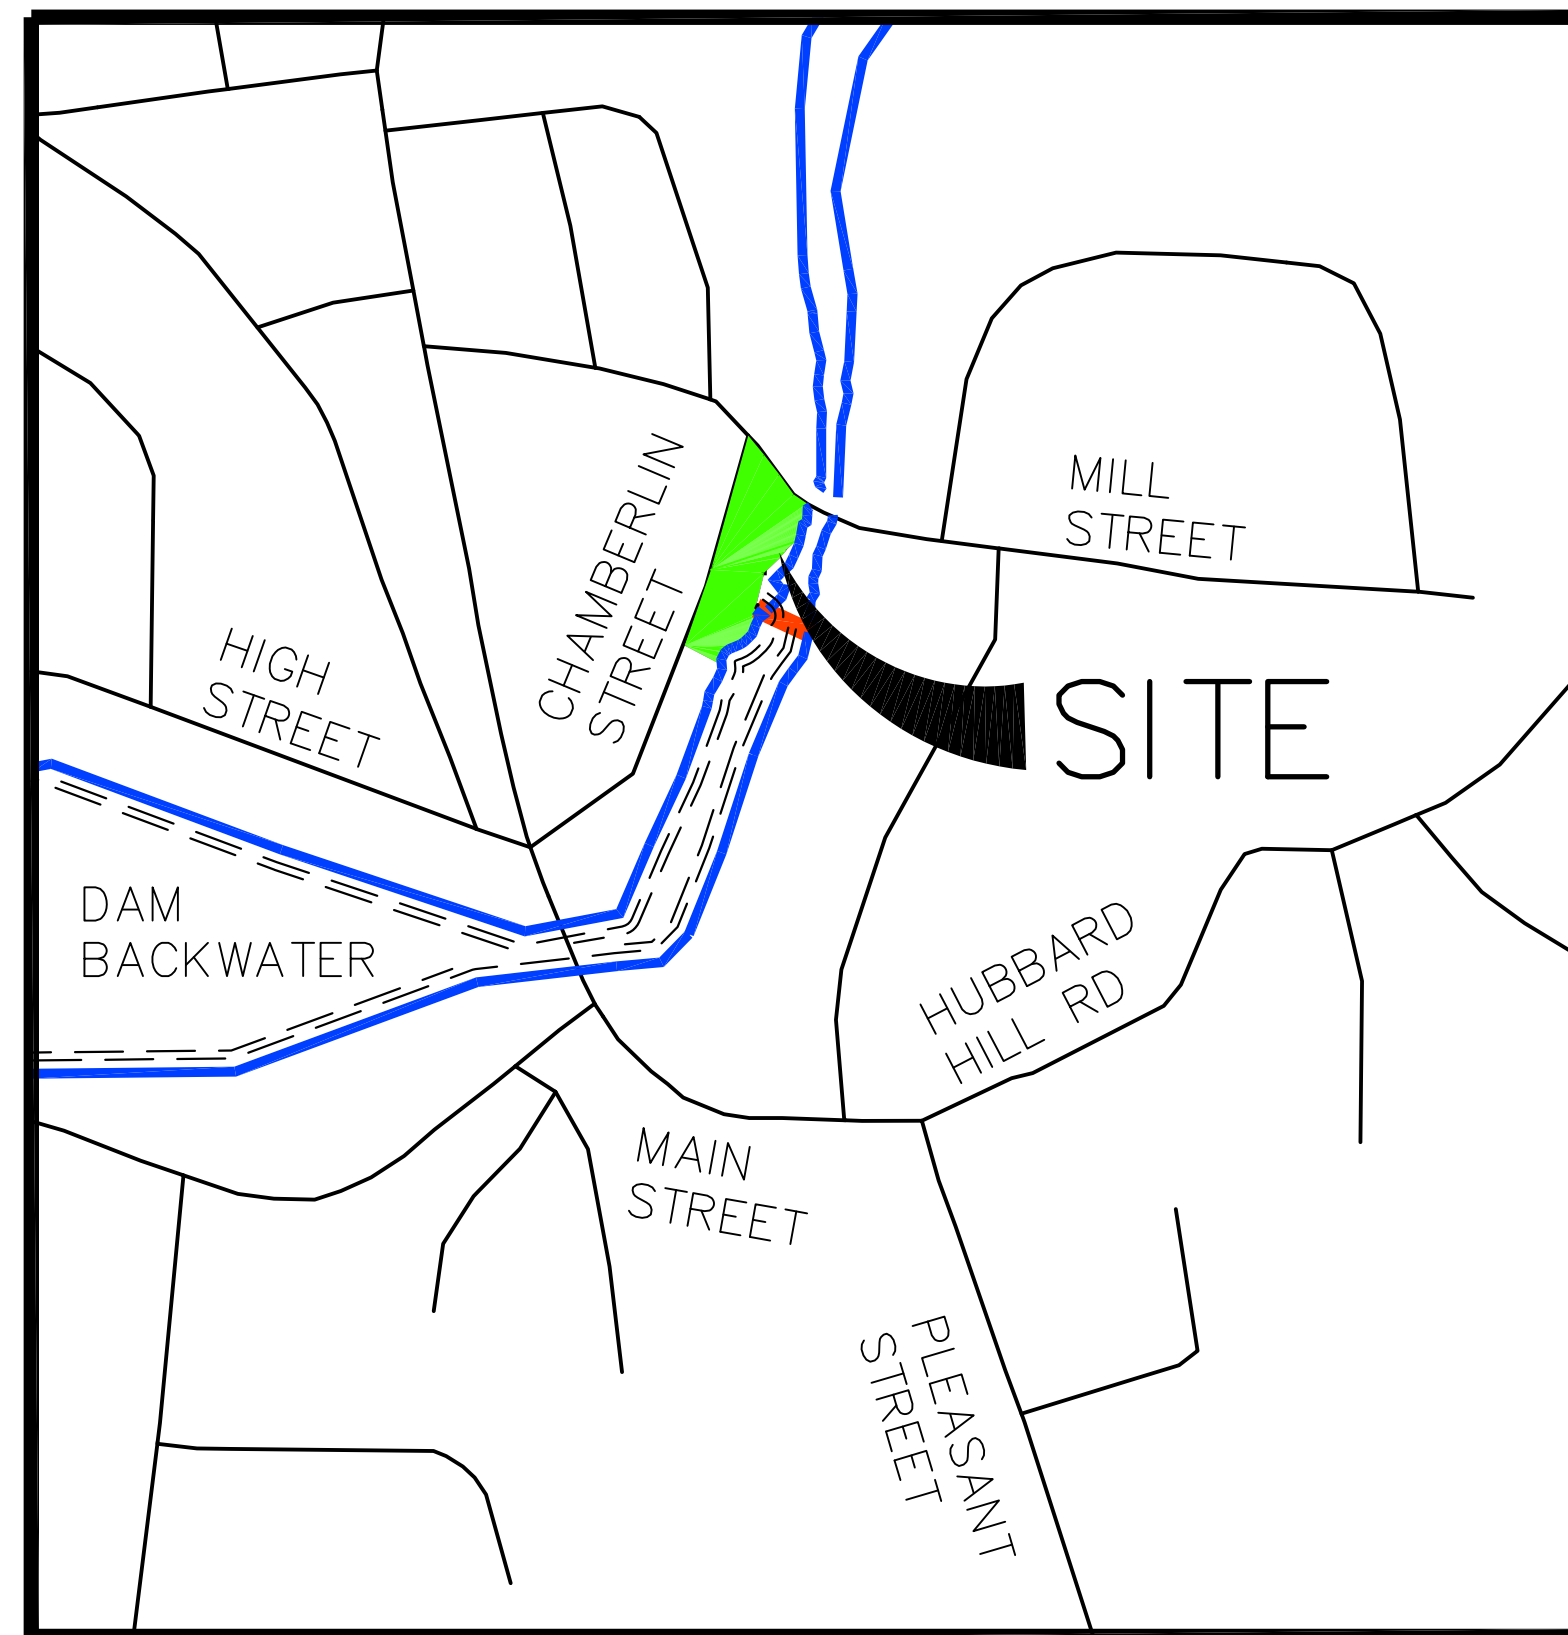 CHAMBERLIN
STREET
MILL
STREET
HIGH
STREET
SITE
DAM
BACKWATER
HUBBARD
HILL RD
MAIN
STREET
PLEASANT
STREET